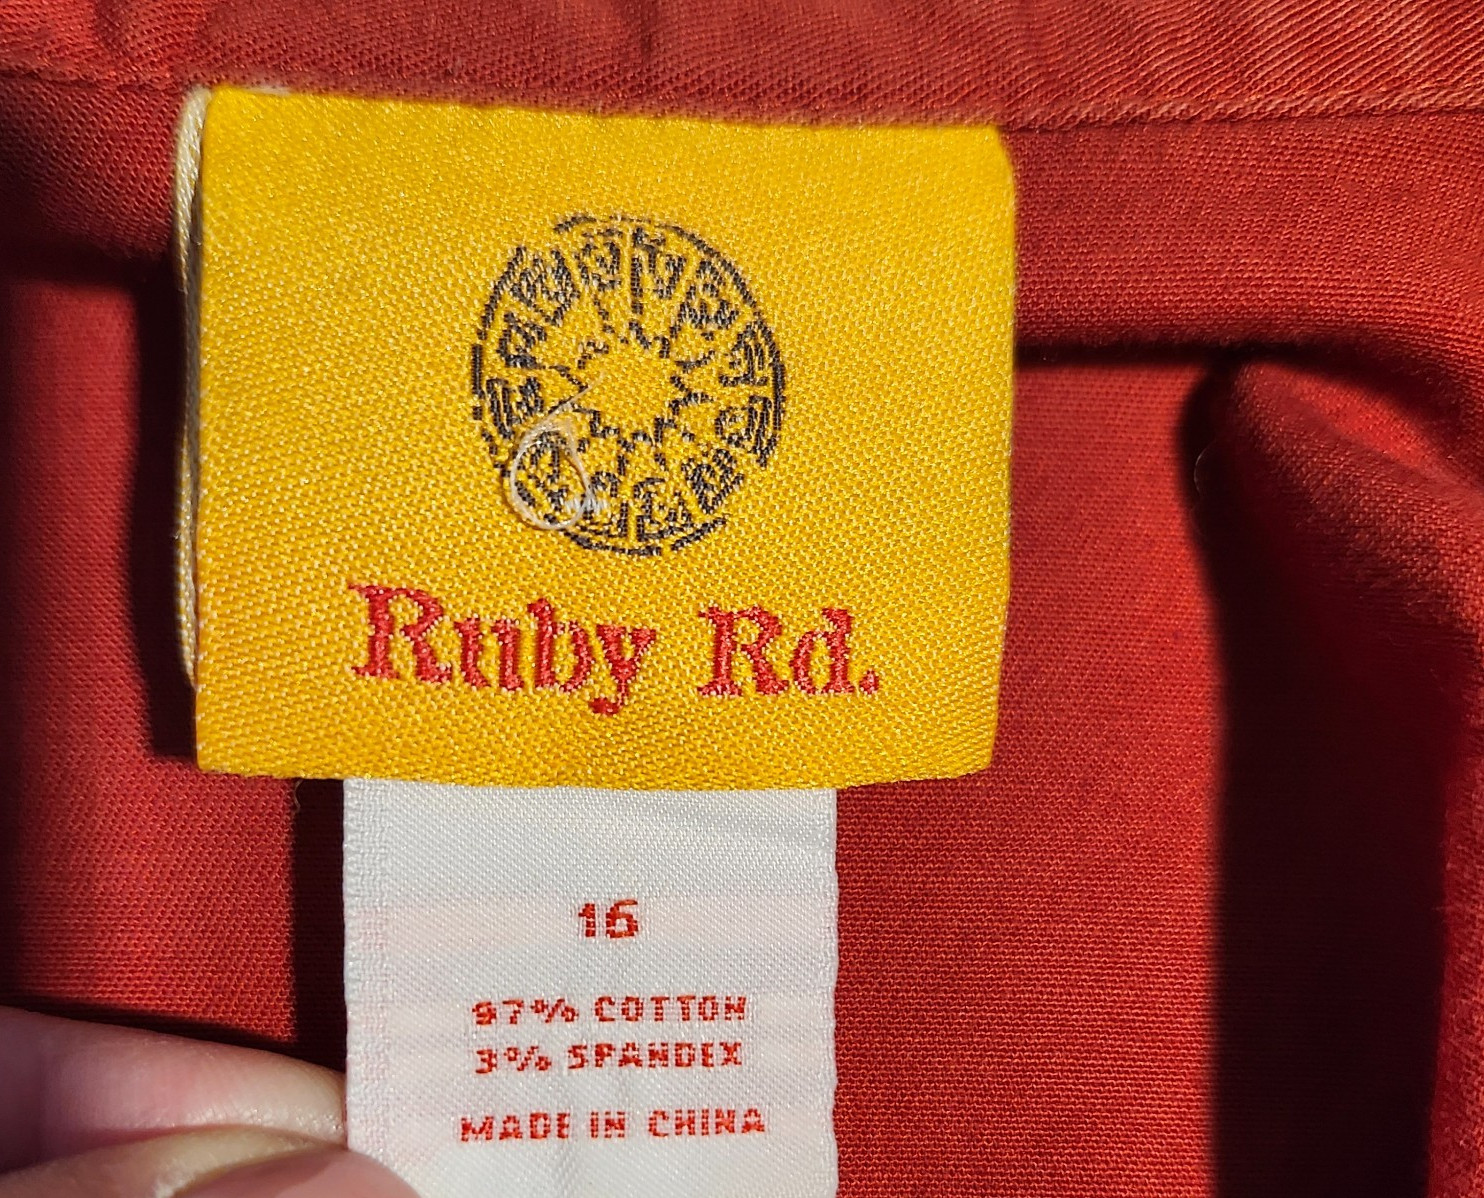 Ruby Rd.
16
97% COTTON
3% SPANDEX
MADE IN CHINA